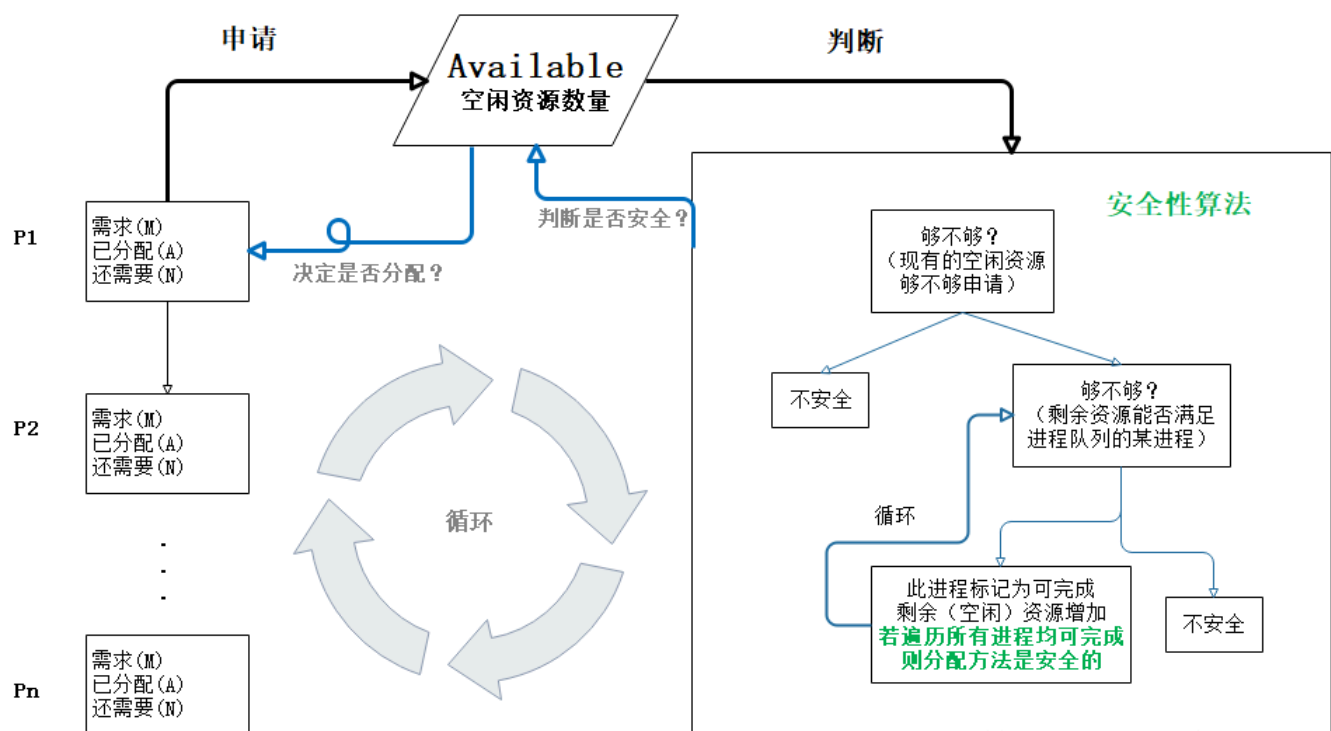 申请
判断
Available
空闲资源数量
判断是否安全？
决定是否分配？
P1
需求(M)
已分配(A)
还需要(N)
P2
需求(M)
已分配(A)
还需要(N)
.
.
.
Pn
需求(M)
已分配(A)
还需要(N)
循环
安全性算法
够不够？
（现有的空闲资源
够不够申请）
不安全
够不够？
（剩余资源能否满足
进程队列的某进程）
循环
此进程标记为可完成
剩余（空闲）资源增加
若遍历所有进程均可完成
则分配方法是安全的
不安全